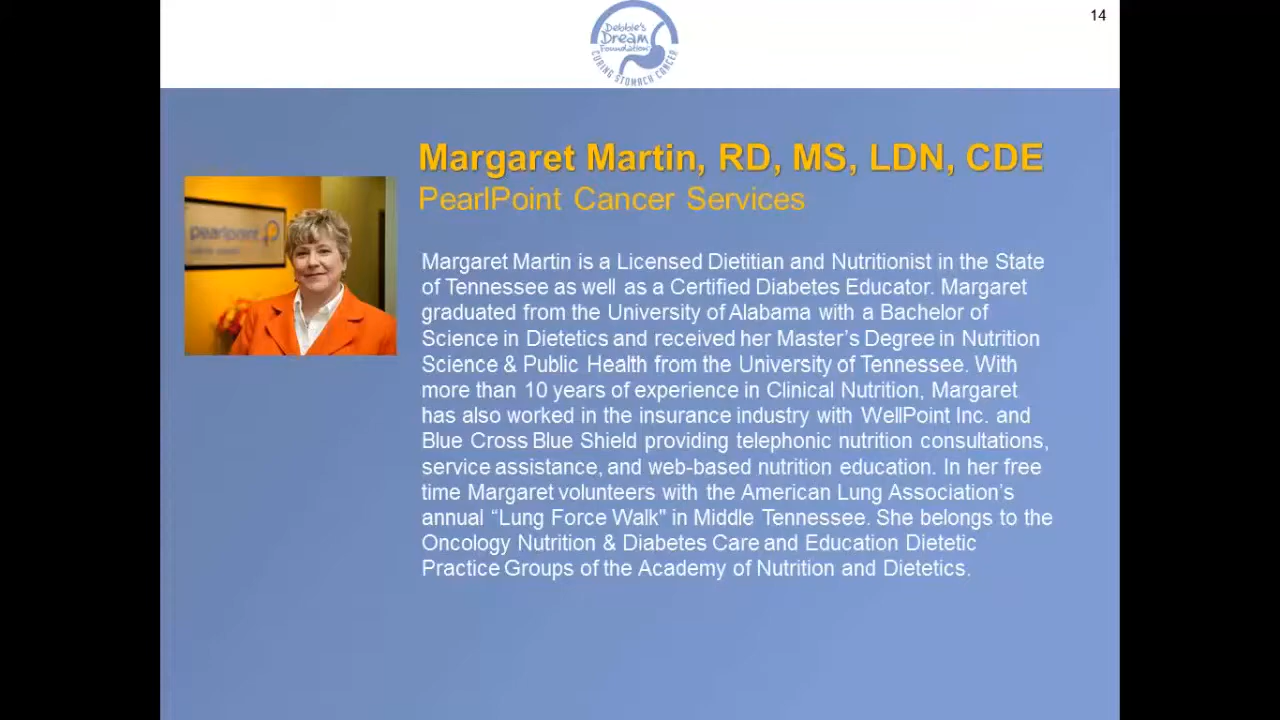 14
Debbie's
Dream
Foundation
CURING STOMACH CANCER
Margaret Martin, RD, MS, LDN, CDE
PearlPoint Cancer Services
pearlpoint
Margaret Martin is a Licensed Dietitian and Nutritionist in the State
of Tennessee as well as a Certified Diabetes Educator. Margaret
graduated from the University of Alabama with a Bachelor of
Science in Dietetics and received her Master’s Degree in Nutrition
Science & Public Health from the University of Tennessee. With
more than 10 years of experience in Clinical Nutrition, Margaret
has also worked in the insurance industry with WellPoint Inc. and
Blue Cross Blue Shield providing telephonic nutrition consultations,
service assistance, and web-based nutrition education. In her free
time Margaret volunteers with the American Lung Association’s
annual “Lung Force Walk" in Middle Tennessee. She belongs to the
Oncology Nutrition & Diabetes Care and Education Dietetic
Practice Groups of the Academy of Nutrition and Dietetics.